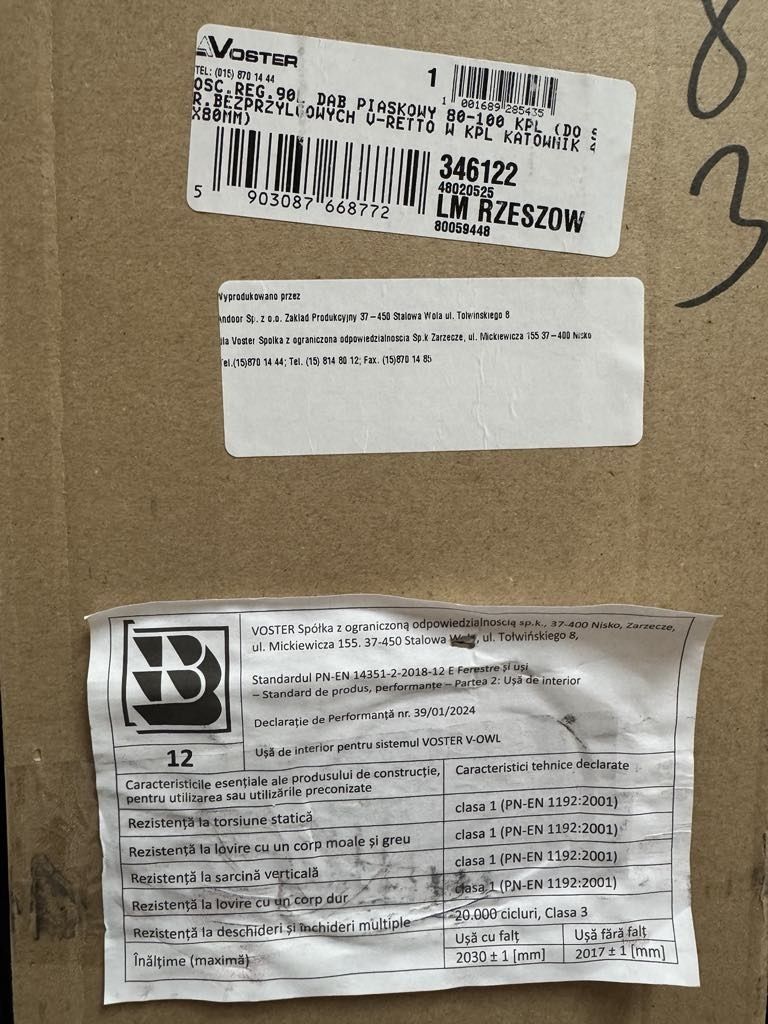 VOSTER
TEL: (015) 870 14 44
1
1 001689 285435
OSC.REG.90L DAB PIASKOWY 80-100 KPL (DO S
R.BEZPRZYLGOWYCH V-RETTO W KPL KATOWNIK 4
X80MM)
346122
48020525
LM RZESZOW
80059448
5 903087 668772
8
3
Wyprodukowano przez
Andoor Sp. z o.o. Zaklad Produkcyjny 37-450 Stalowa Wola ul. Tolwinskiego 8
dla Voster Spolka z ograniczona odpowiedzialnoscia Sp.k Zarzecze, ul. Mickiewicza 155 37-400 Nisko
Tel.(15)870 14 44; Tel. (15) 814 80 12; Fax. (15)870 14 85
B
12
VOSTER Spółka z ograniczoną odpowiedzialnością sp.k., 37-400 Nisko, Zarzecze,
ul. Mickiewicza 155. 37-450 Stalowa Wola, ul. Tołwińskiego 8,
Standardul PN-EN 14351-2-2018-12 E Ferestre și uși
– Standard de produs, performanțe – Partea 2: Ușă de interior
Declarație de Performanță nr. 39/01/2024
Ușă de interior pentru sistemul VOSTER V-OWL
Caracteristicile esențiale ale produsului de construcție,
pentru utilizarea sau utilizările preconizate
Caracteristici tehnice declarate
Rezistență la torsiune statică
clasa 1 (PN-EN 1192:2001)
Rezistență la lovire cu un corp moale și greu
clasa 1 (PN-EN 1192:2001)
Rezistență la sarcină verticală
clasa 1 (PN-EN 1192:2001)
Rezistență la lovire cu un corp dur
clasa 1 (PN-EN 1192:2001)
Rezistență la deschideri și închideri multiple
20.000 cicluri, Clasa 3
Înălțime (maximă)
Ușă cu falț
Ușă fără falț
2030 ± 1 [mm]
2017 ± 1 [mm]